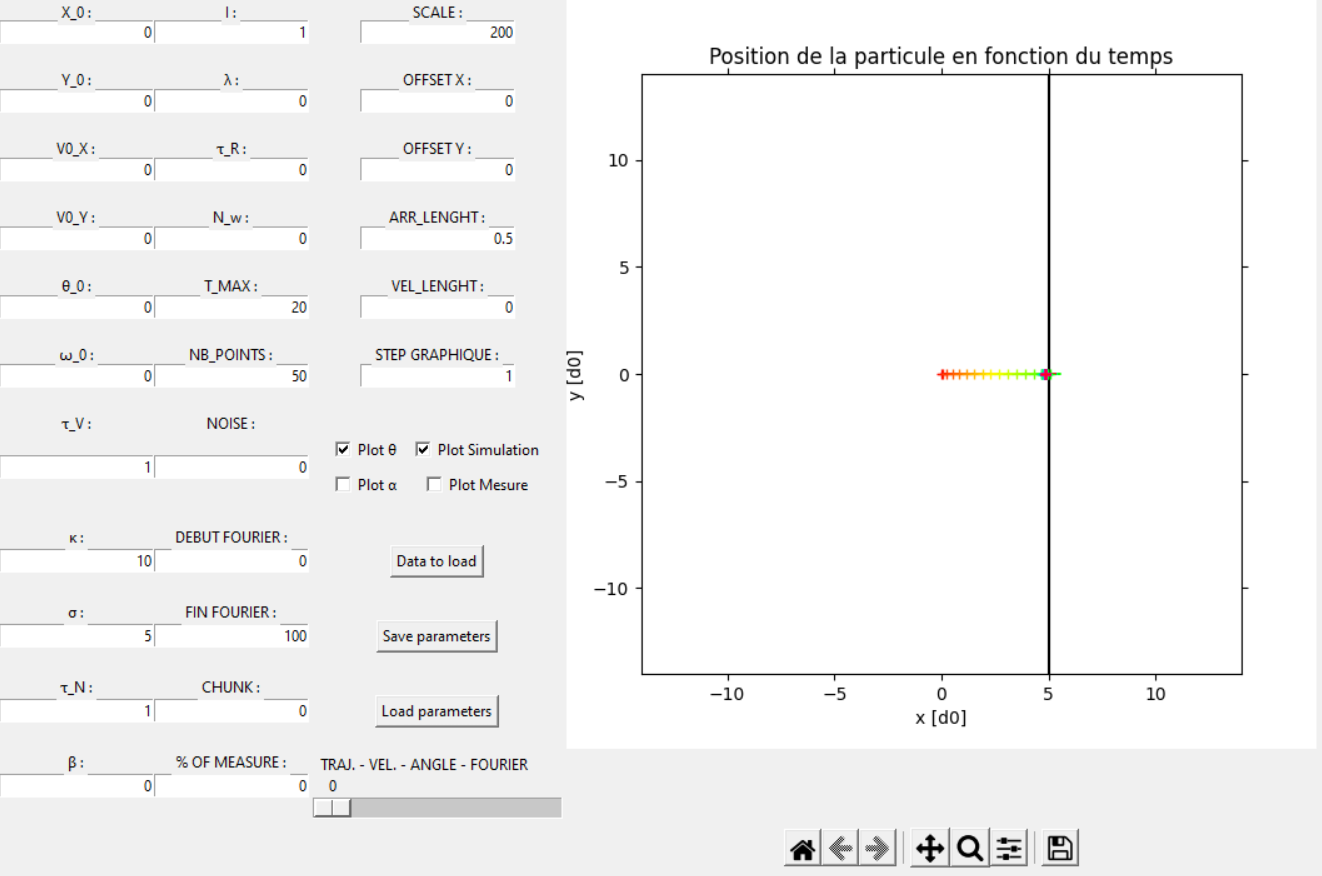 X_0 : I : SCALE :
0 1 200
Y_0 : λ : OFFSET X :
0 0 0
V0_X : τ_R : OFFSET Y :
0 0 0
V0_Y : N_w : ARR_LENGHT :
0 0 0.5
θ_0 : T_MAX : VEL_LENGHT :
0 20 0
ω_0 : NB_POINTS : STEP GRAPHIQUE :
0 50 1
τ_V : NOISE :
1 0
Plot θ Plot Simulation
Plot α Plot Mesure
κ : DEBUT FOURIER :
10 0
Data to load
σ : FIN FOURIER :
5 100
Save parameters
τ_N : CHUNK :
1 0
Load parameters
β : % OF MEASURE : TRAJ. - VEL. - ANGLE - FOURIER
0 0 0
Position de la particule en fonction du temps
10
5
0
−5
−10
y [d0]
−10 −5 0 5 10
x [d0]